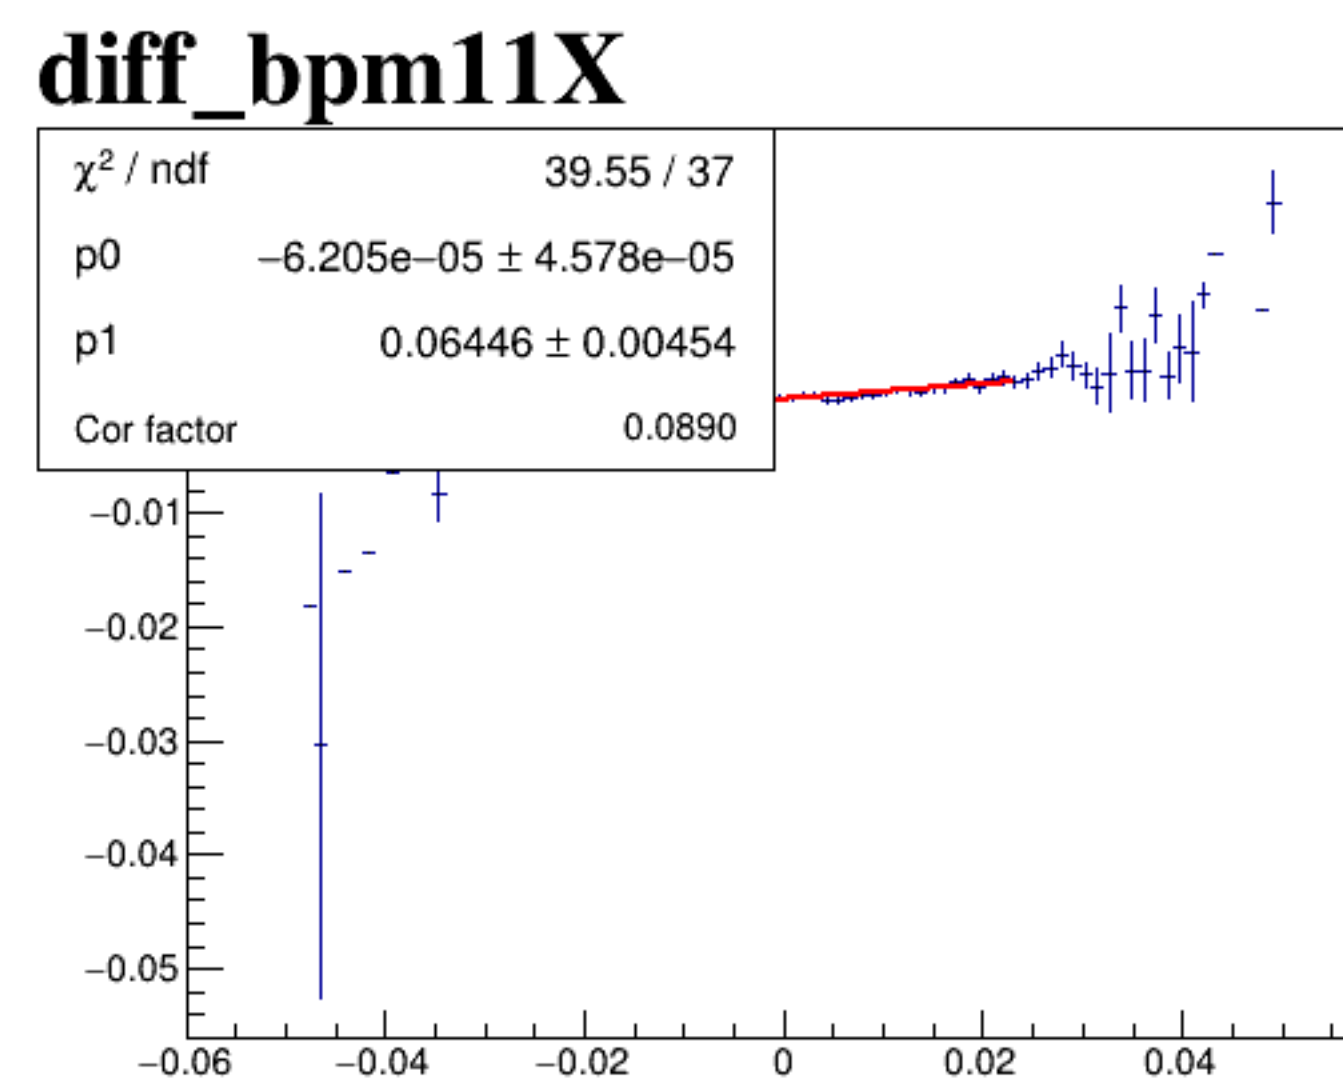 diff_bpm11X
χ² / ndf 39.55 / 37
p0 −6.205e−05 ± 4.578e−05
p1 0.06446 ± 0.00454
Cor factor 0.0890
−0.01
−0.02
−0.03
−0.04
−0.05
−0.06 −0.04 −0.02 0 0.02 0.04